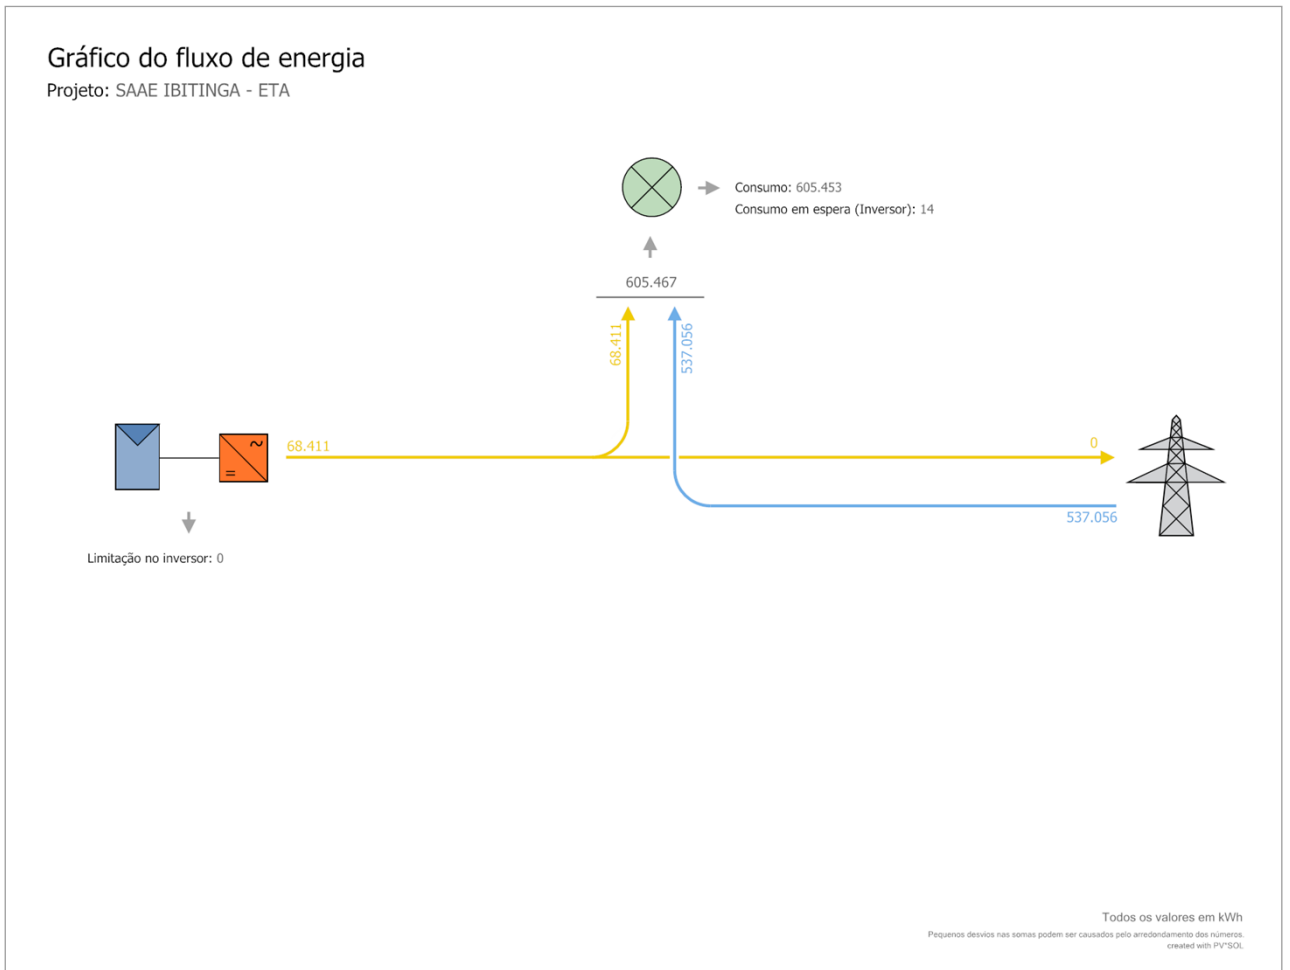 Gráfico do fluxo de energia
Projeto: SAAE IBITINGA - ETA
Consumo: 605.453
Consumo em espera (Inversor): 14
605.467
68.411
537.056
68.411
0
537.056
Limitação no inversor: 0
Todos os valores em kWh
Pequenos desvios nas somas podem ser causados pelo arredondamento dos números.
created with PV*SOL